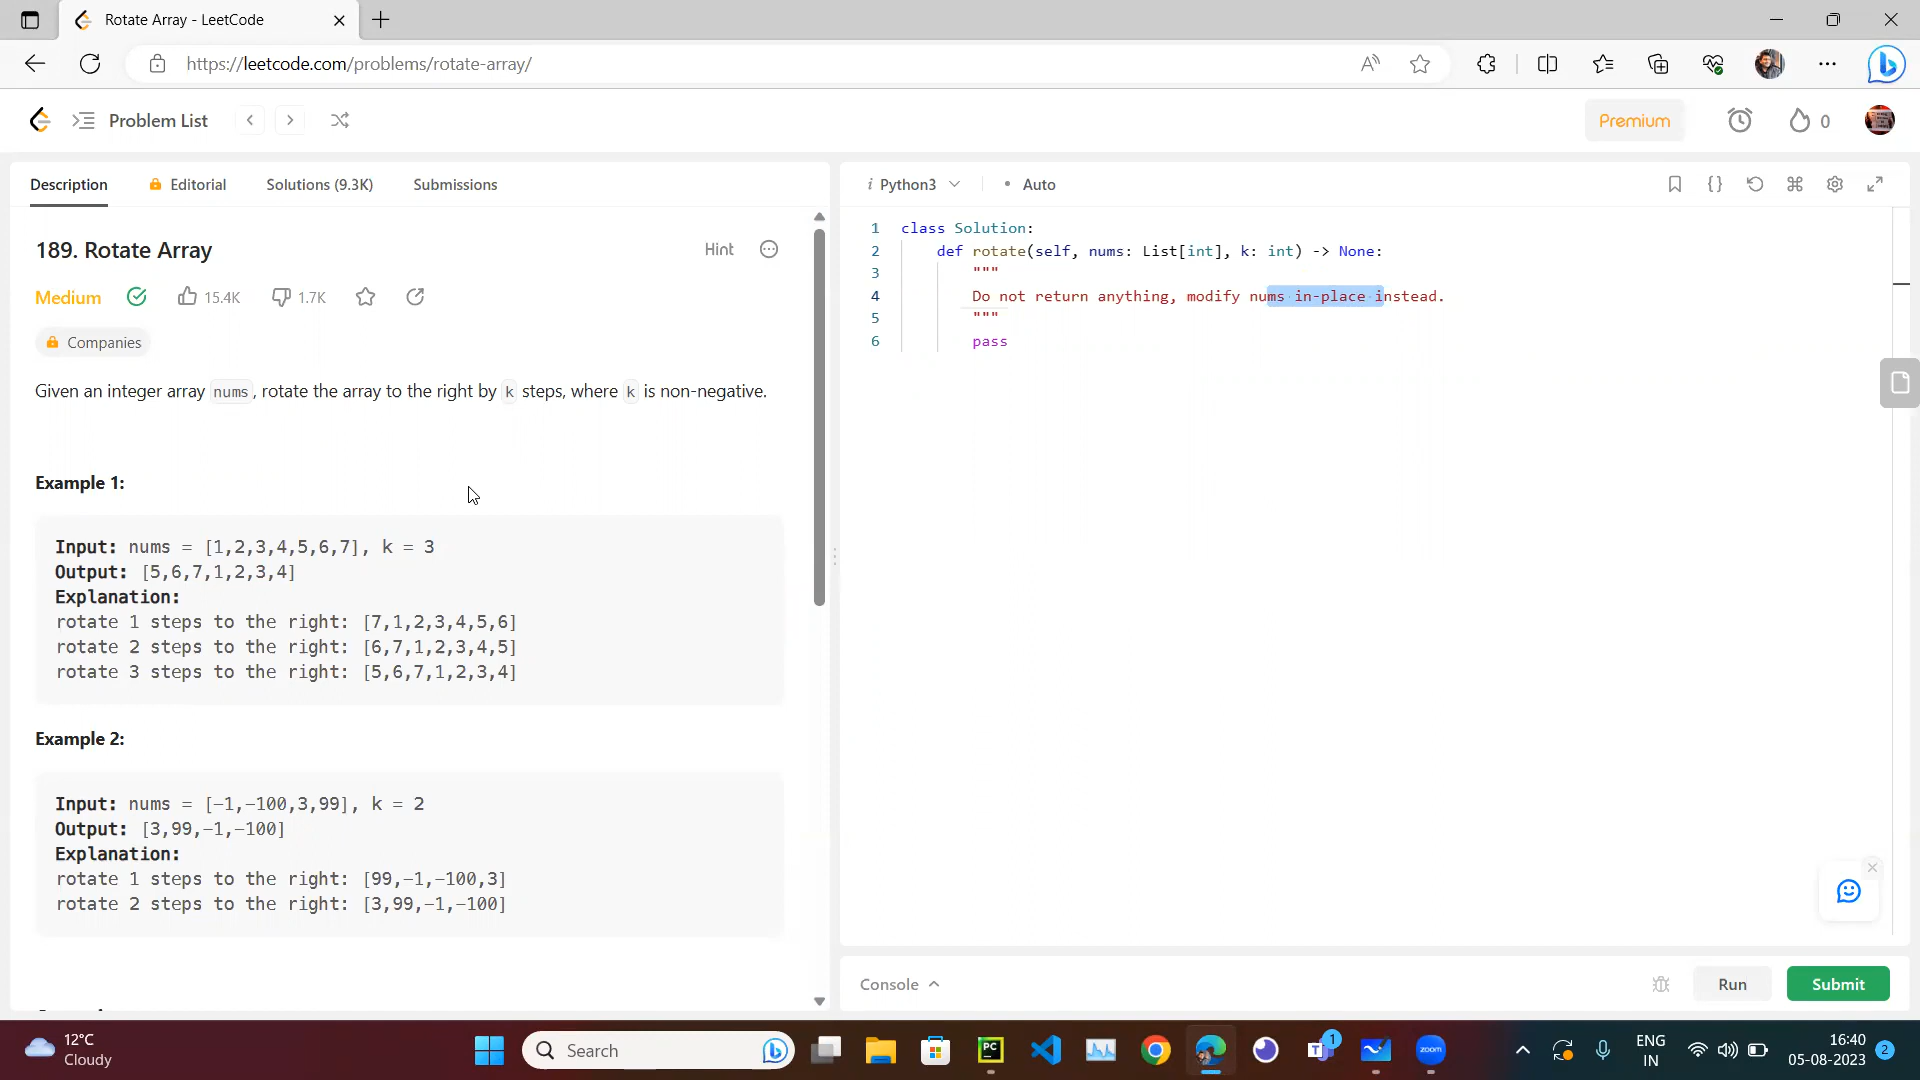 Rotate Array - LeetCode
https://leetcode.com/problems/rotate-array/
Problem List
Premium
0
Description
Editorial
Solutions (9.3K)
Submissions
189. Rotate Array
Hint
Medium
15.4K
1.7K
Companies
Given an integer array nums, rotate the array to the right by k steps, where k is non-negative.
Example 1:
Input: nums = [1,2,3,4,5,6,7], k = 3
Output: [5,6,7,1,2,3,4]
Explanation:
rotate 1 steps to the right: [7,1,2,3,4,5,6]
rotate 2 steps to the right: [6,7,1,2,3,4,5]
rotate 3 steps to the right: [5,6,7,1,2,3,4]
Example 2:
Input: nums = [-1,-100,3,99], k = 2
Output: [3,99,-1,-100]
Explanation:
rotate 1 steps to the right: [99,-1,-100,3]
rotate 2 steps to the right: [3,99,-1,-100]
i Python3
• Auto
1 class Solution:
2 def rotate(self, nums: List[int], k: int) -> None:
3 """
4 Do not return anything, modify nums in-place instead.
5 """
6 pass
Console
Run
Submit
12°C
Cloudy
Search
PC
1
zoom
ENG
IN
16:40
05-08-2023
2